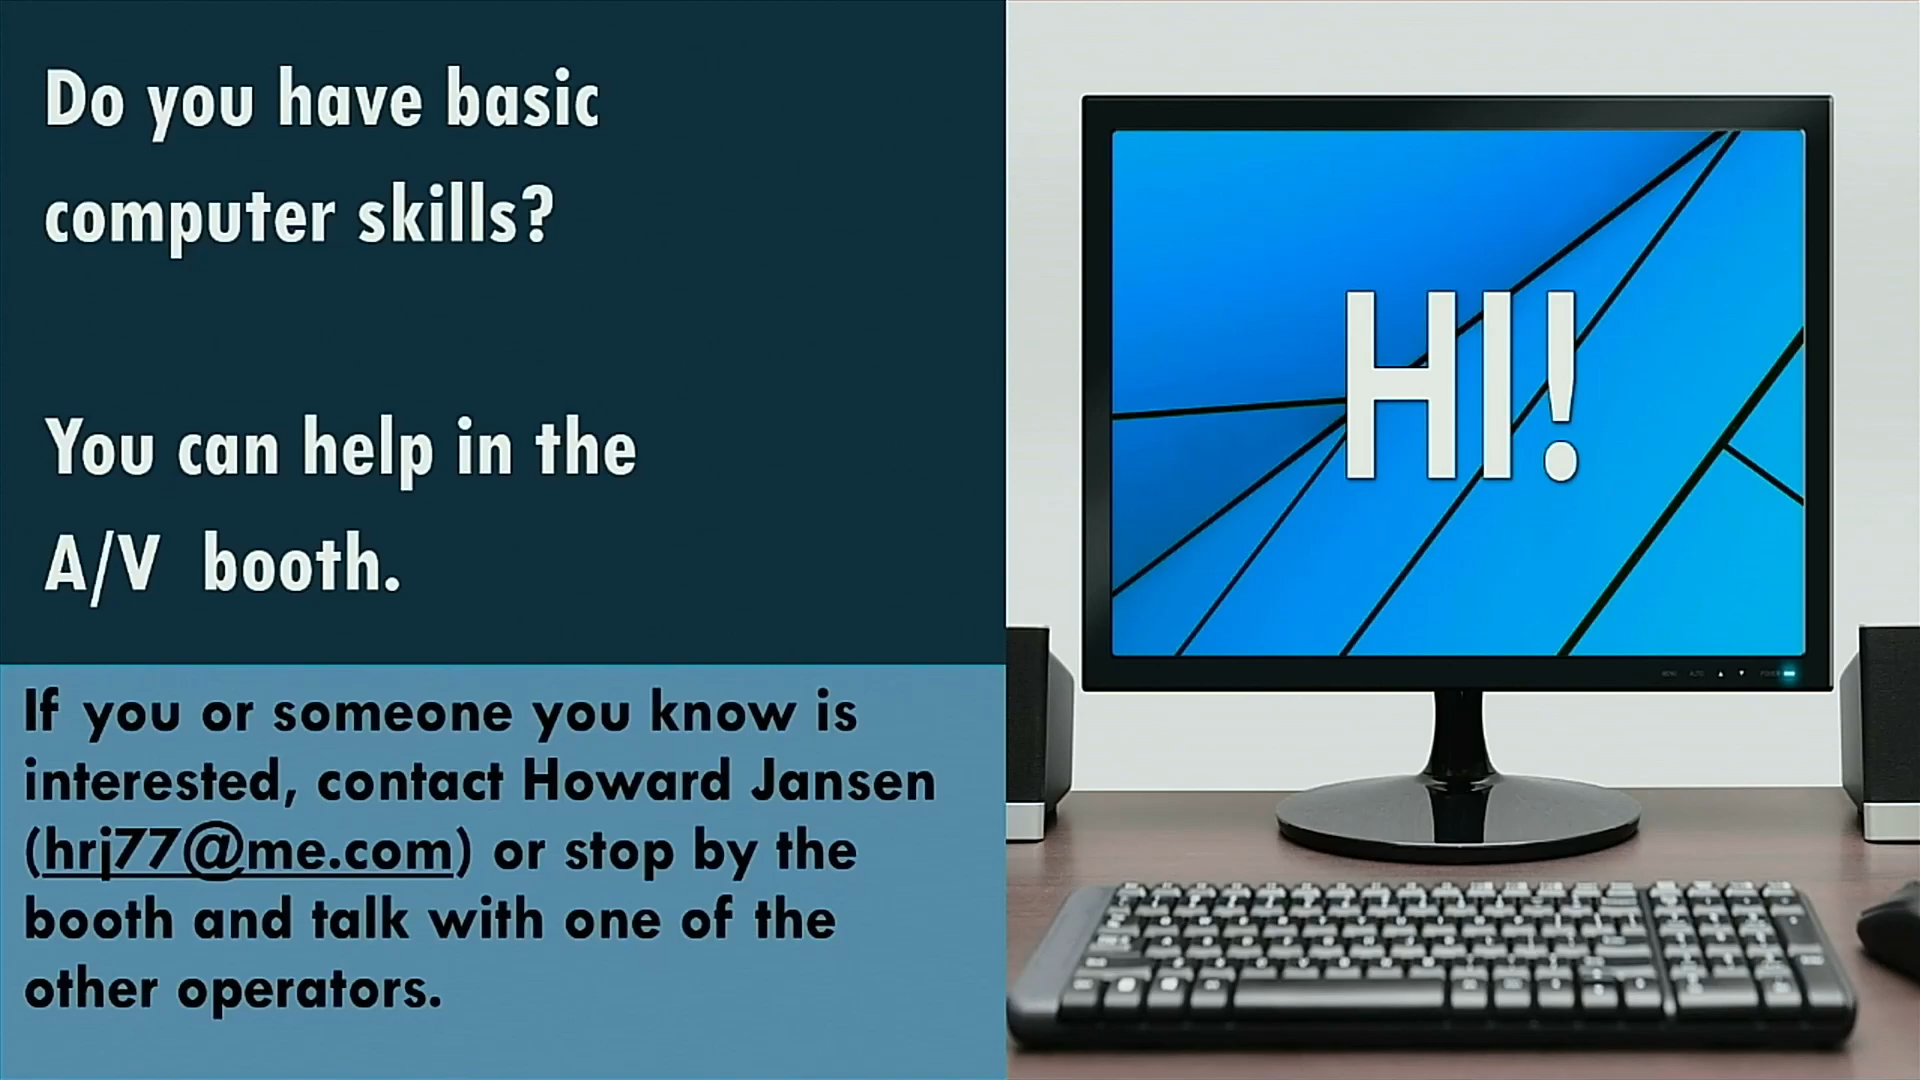 Do you have basic
computer skills?
You can help in the
A/V booth.
If you or someone you know is
interested, contact Howard Jansen
(hrj77@me.com) or stop by the
booth and talk with one of the
other operators.
HI!